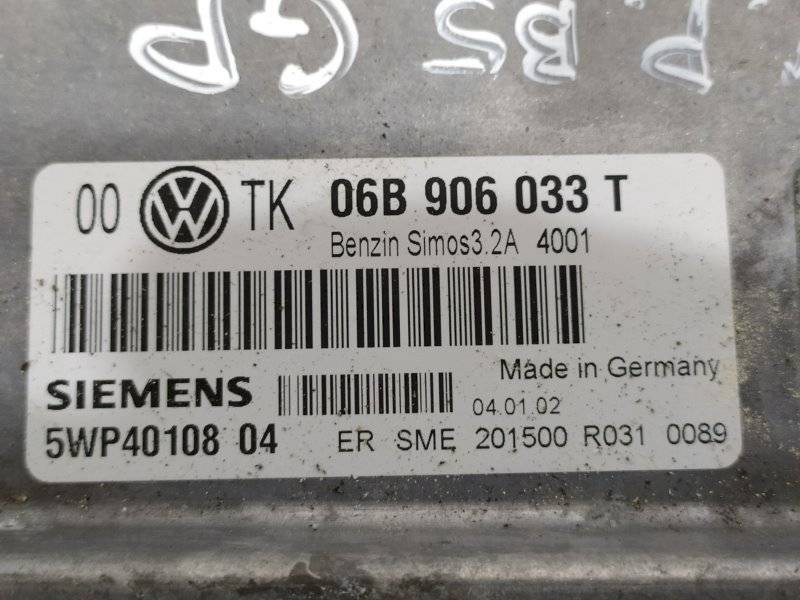 P. B5 GP
00 VW TK 06B 906 033 T
Benzin Simos3.2A 4001
Made in Germany
SIEMENS
04.01.02
5WP40108 04 ER SME 201500 R031 0089